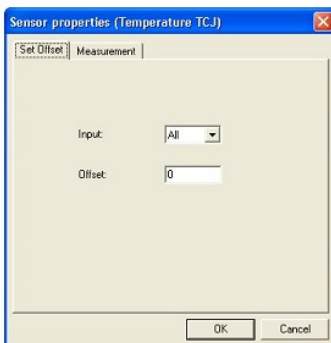 Sensor properties (Temperature TCJ)
Set Offset Measurement
Input: All
Offset: 0
OK Cancel